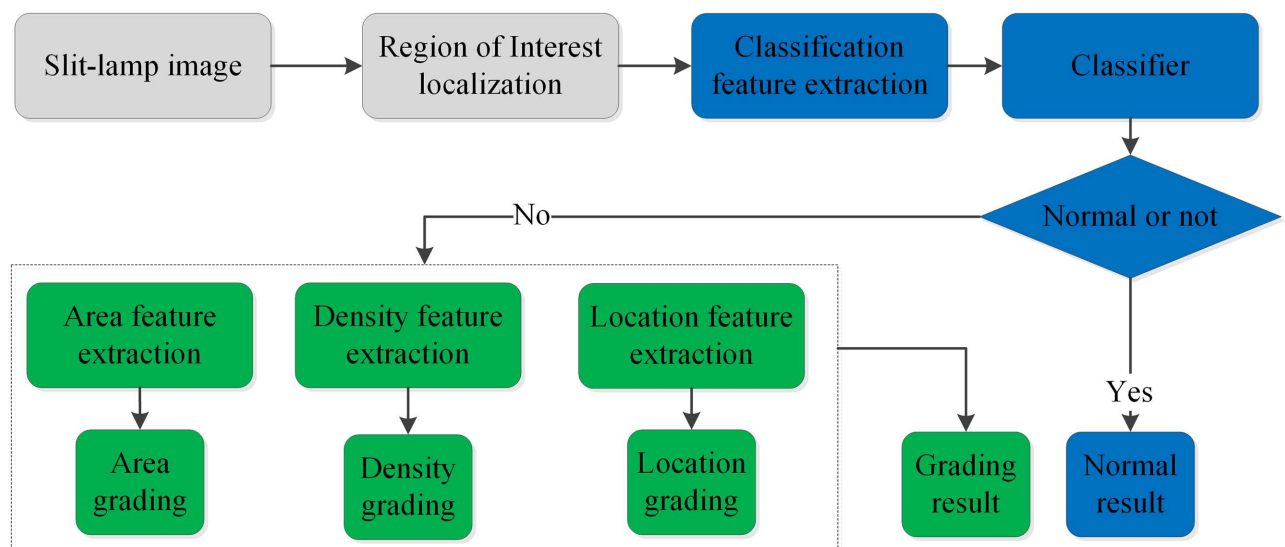 Slit-lamp image
Region of Interest
localization
Classification
feature extraction
Classifier
Normal or not
No
Area feature
extraction
Density feature
extraction
Location feature
extraction
Yes
Area
grading
Density
grading
Location
grading
Grading
result
Normal
result